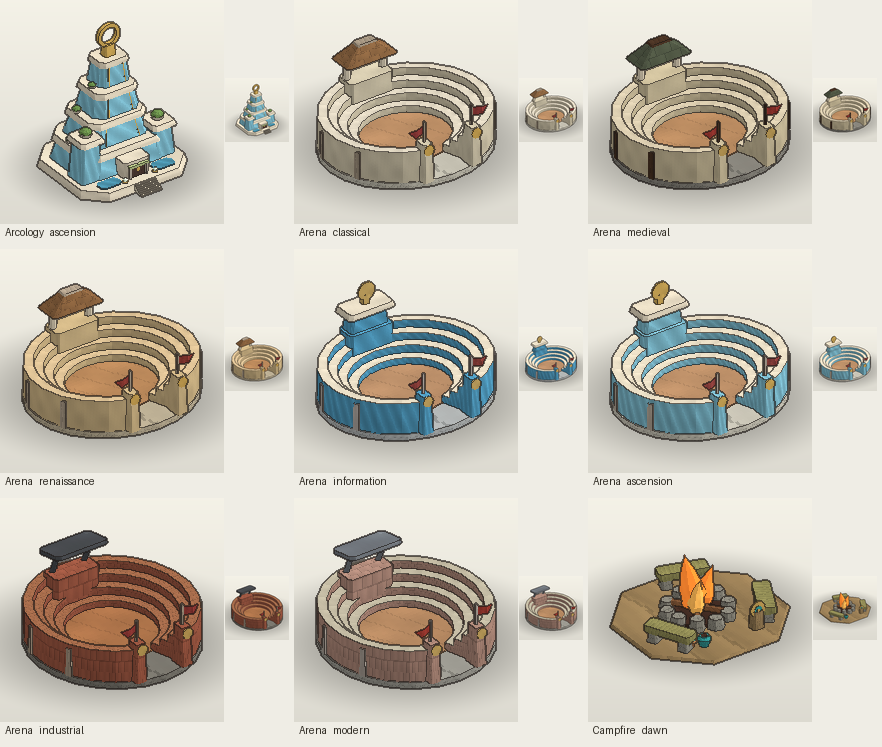 Arcology ascension
Arena classical
Arena medieval
Arena renaissance
Arena information
Arena ascension
Arena industrial
Arena modern
Campfire dawn